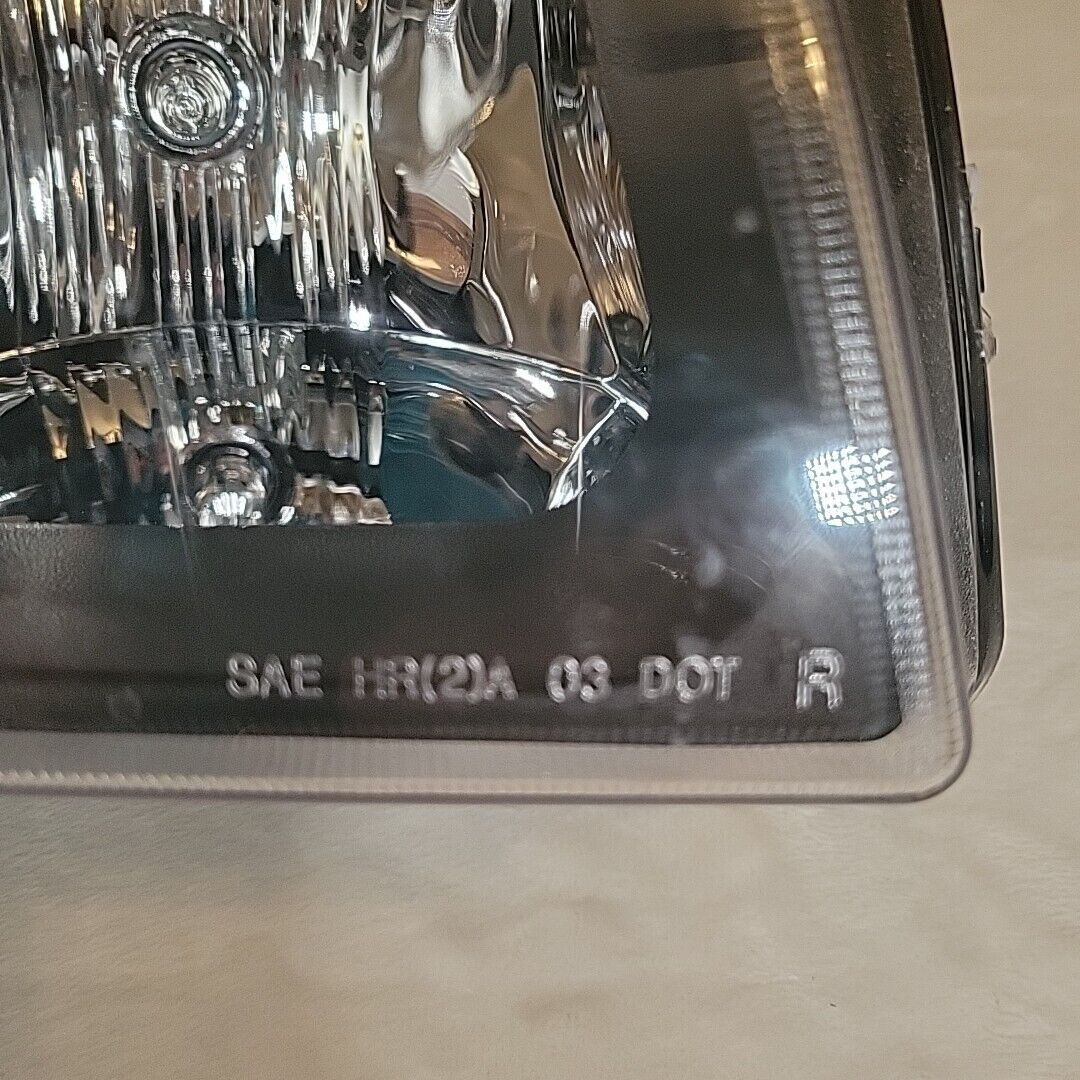 SAE HR(2)A 03 DOT R